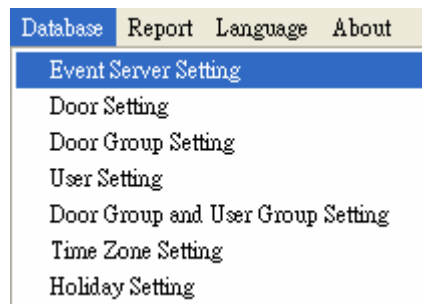 Database Report Language About
Event Server Setting
Door Setting
Door Group Setting
User Setting
Door Group and User Group Setting
Time Zone Setting
Holiday Setting